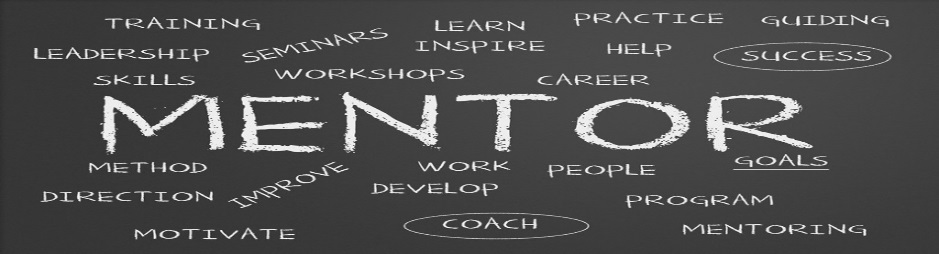 TRAINING
LEARN
PRACTICE
GUIDING
LEADERSHIP
SEMINARS
INSPIRE
HELP
SUCCESS
SKILLS
WORKSHOPS
CAREER
MENTOR
METHOD
WORK
PEOPLE
GOALS
DIRECTION
IMPROVE
DEVELOP
PROGRAM
MOTIVATE
COACH
MENTORING